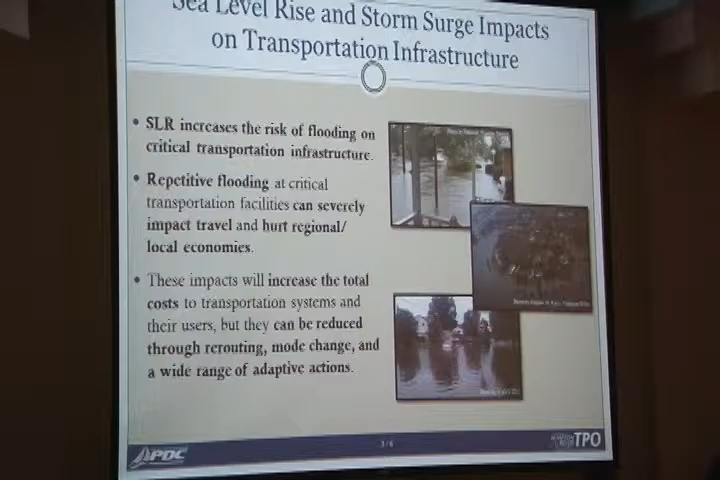 Sea Level Rise and Storm Surge Impacts
on Transportation Infrastructure
• SLR increases the risk of flooding on
critical transportation infrastructure.
• Repetitive flooding at critical
transportation facilities can severely
impact travel and hurt regional/
local economies.
• These impacts will increase the total
costs to transportation systems and
their users, but they can be reduced
through rerouting, mode change, and
a wide range of adaptive actions.
3/6
TPO